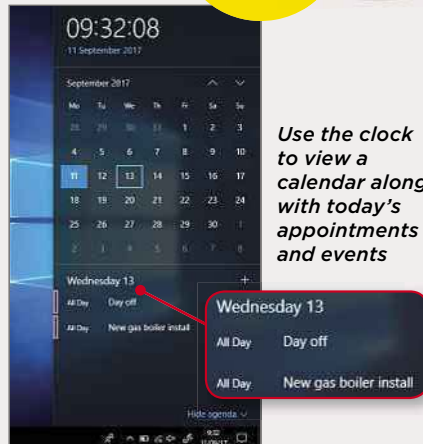 09:32:08
11 September 2017
September 2017
Mo Tu We Th Fr Sa Su
28 29 30 31 1 2 3
4 5 6 7 8 9 10
11 12 13 14 15 16 17
18 19 20 21 22 23 24
25 26 27 28 29 30 1
2 3 4 5 6 7 8
Wednesday 13 +
All Day Day off
All Day New gas boiler install
Hide agenda
9:32
11/09/17
Use the clock
to view a
calendar along
with today's
appointments
and events
Wednesday 13
All Day Day off
All Day New gas boiler install